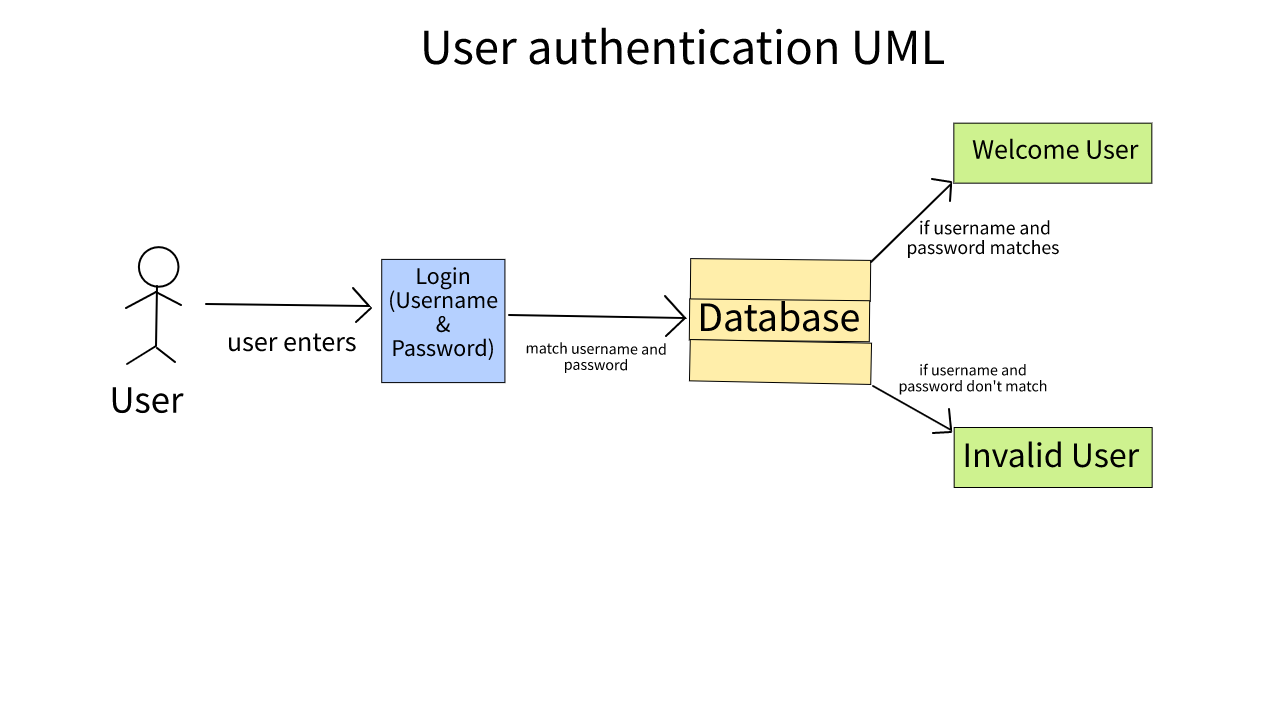 User authentication UML
Welcome User
if username and
password matches
Login
(Username
&
Password)
Database
user enters
match username and
password
if username and
password don't match
User
Invalid User